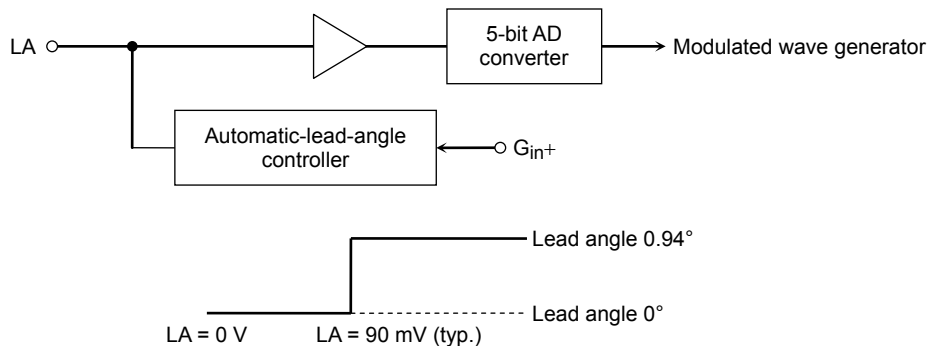 LA
5-bit AD
converter
Modulated wave generator
Automatic-lead-angle
controller
Gin+
Lead angle 0.94°
Lead angle 0°
LA = 0 V
LA = 90 mV (typ.)